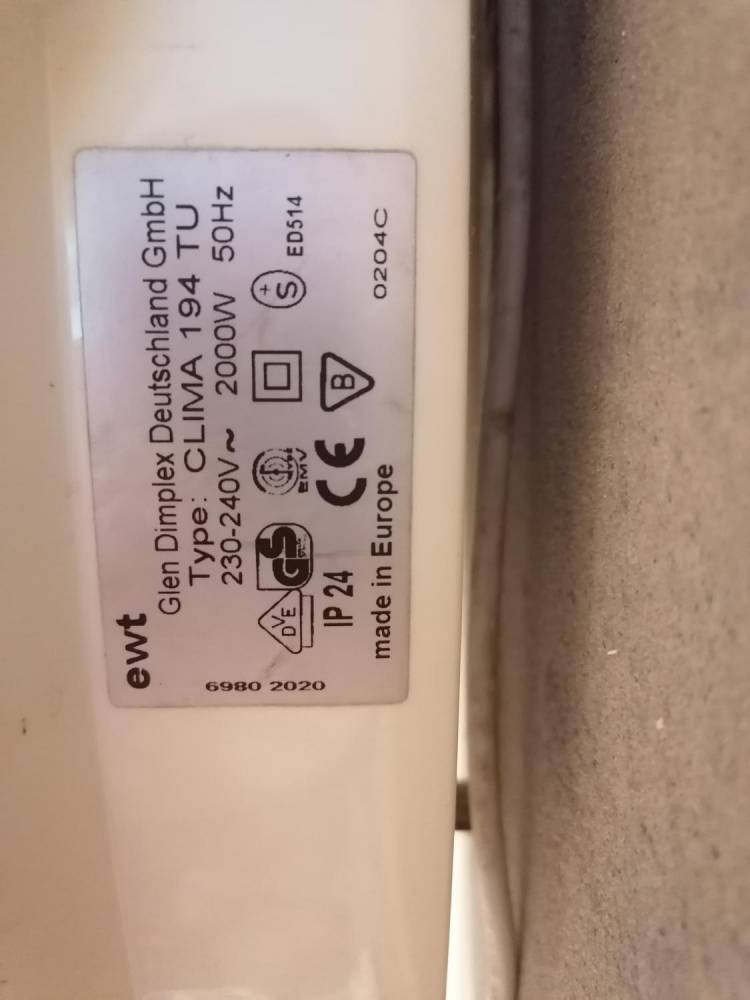 ewt
Glen Dimplex Deutschland GmbH
Type: CLIMA 194 TU
230-240V~ 2000W 50Hz
DVE GS EMV +S ED514
IP 24 CE B
made in Europe 0204C
6980 2020